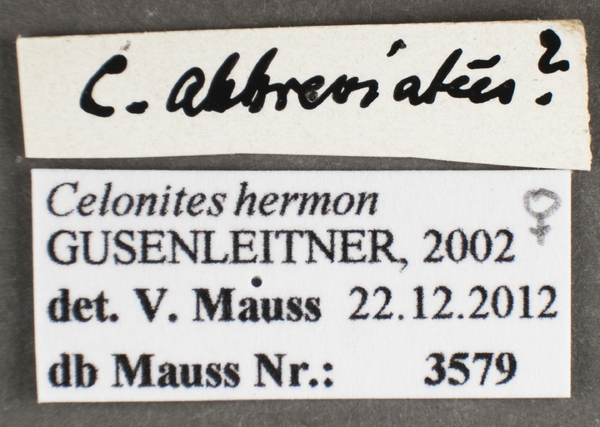 C. abbreviatus?
Celonites hermon ♀
GUSENLEITNER, 2002
det. V. Mauss 22.12.2012
db Mauss Nr.: 3579